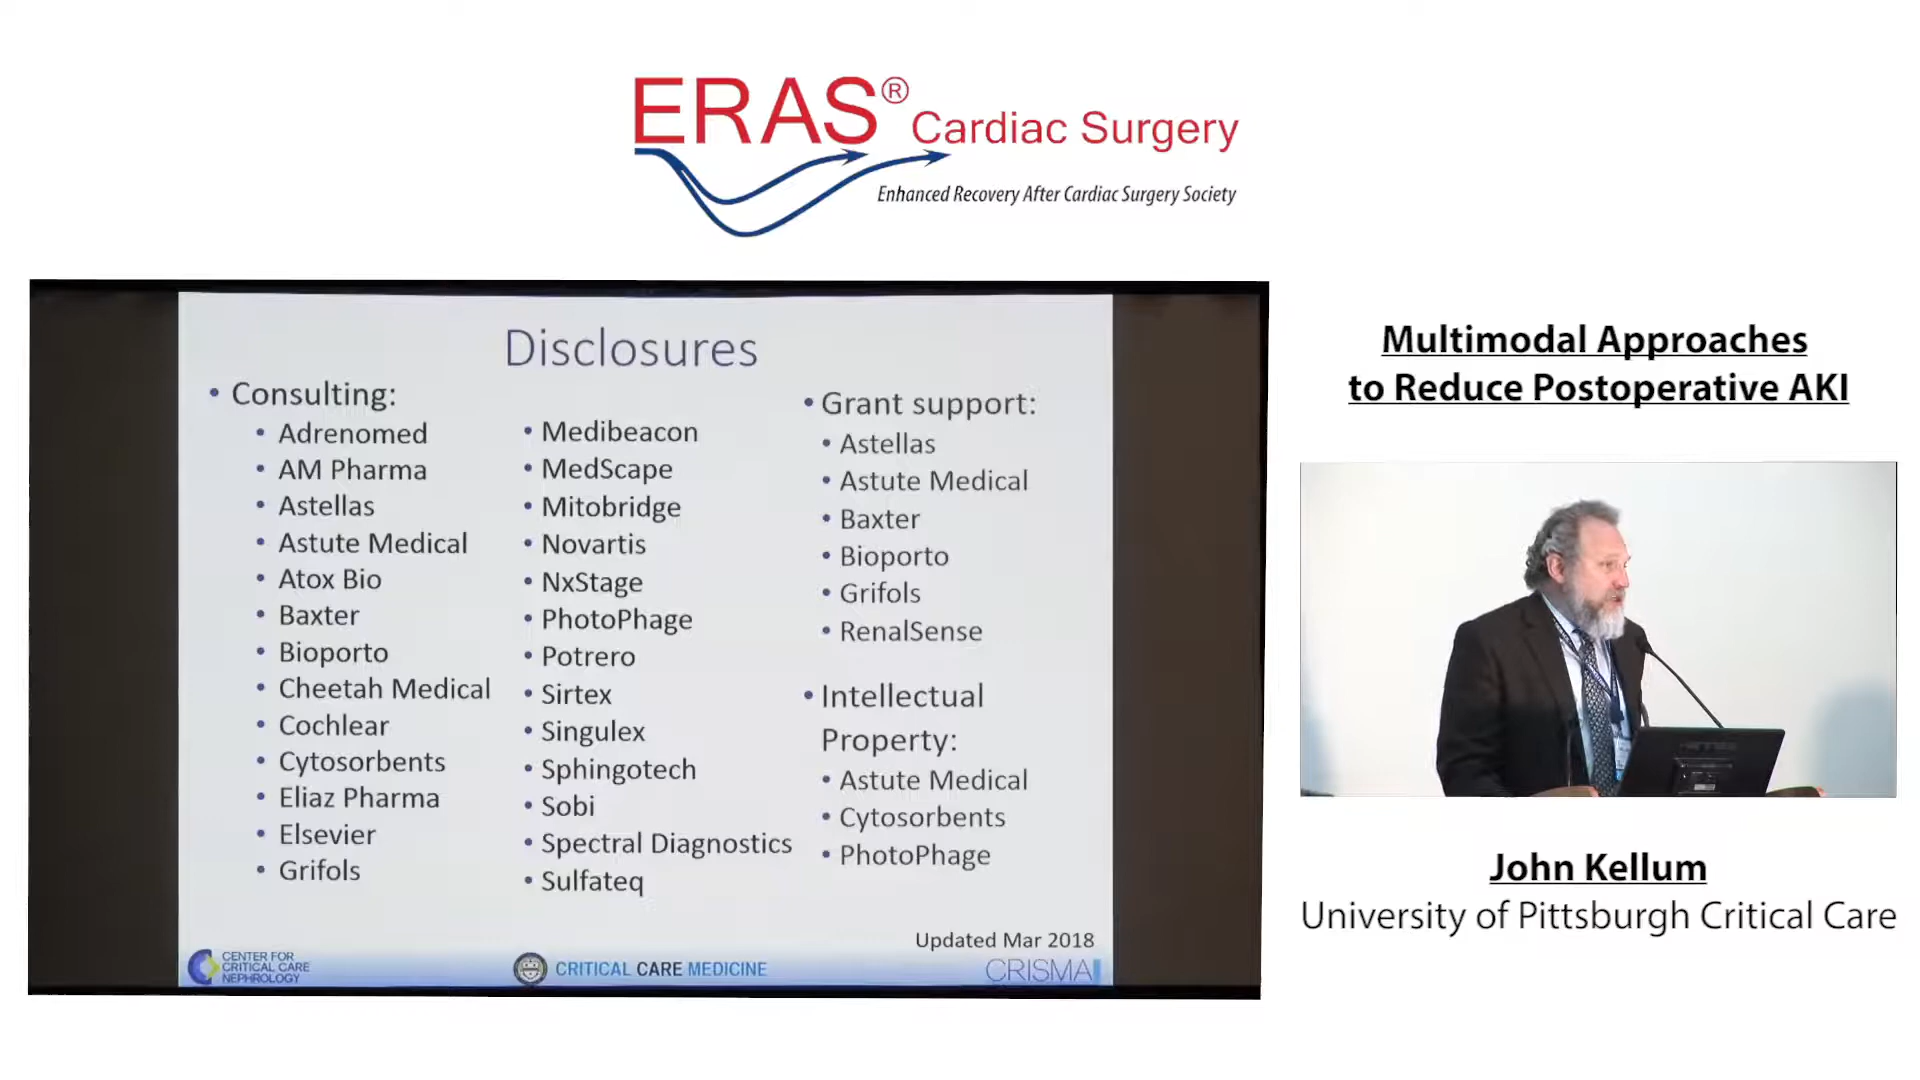 ERAS® Cardiac Surgery
Enhanced Recovery After Cardiac Surgery Society
Disclosures
• Consulting:
• Adrenomed
• AM Pharma
• Astellas
• Astute Medical
• Atox Bio
• Baxter
• Bioporto
• Cheetah Medical
• Cochlear
• Cytosorbents
• Eliaz Pharma
• Elsevier
• Grifols
• Medibeacon
• MedScape
• Mitobridge
• Novartis
• NxStage
• PhotoPhage
• Potrero
• Sirtex
• Singulex
• Sphingotech
• Sobi
• Spectral Diagnostics
• Sulfateq
• Grant support:
• Astellas
• Astute Medical
• Baxter
• Bioporto
• Grifols
• RenalSense
• Intellectual
Property:
• Astute Medical
• Cytosorbents
• PhotoPhage
Updated Mar 2018
CENTER FOR
CRITICAL CARE
NEPHROLOGY
CRITICAL CARE MEDICINE
CRISMA
Multimodal Approaches
to Reduce Postoperative AKI
John Kellum
University of Pittsburgh Critical Care